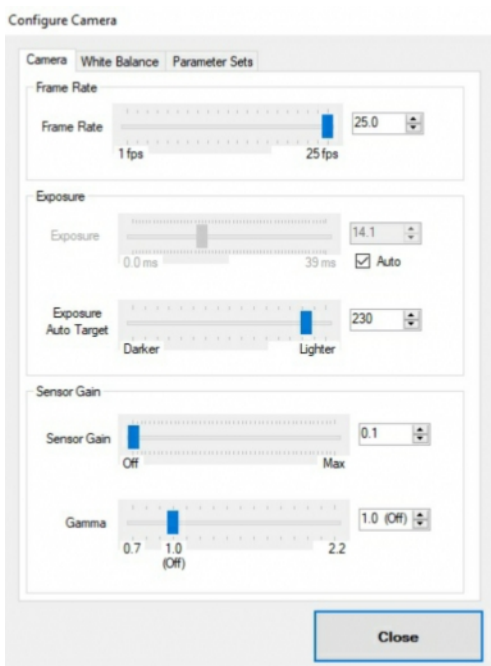 Configure Camera
Camera White Balance Parameter Sets
Frame Rate
Frame Rate 25.0
1 fps 25 fps
Exposure
Exposure 14.1
0.0 ms 39 ms Auto
Exposure
Auto Target 230
Darker Lighter
Sensor Gain
Sensor Gain 0.1
Off Max
Gamma 1.0 (Off)
0.7 1.0 2.2
(Off)
Close